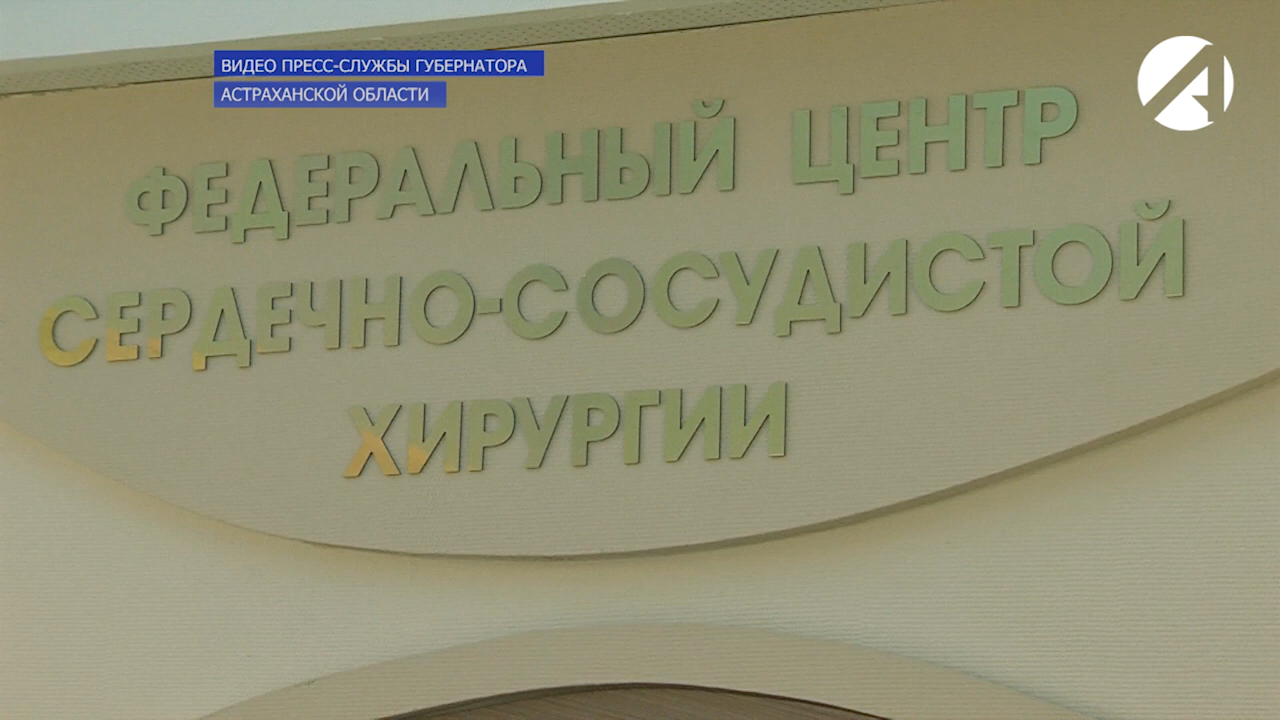 ВИДЕО ПРЕСС-СЛУЖБЫ ГУБЕРНАТОРА
АСТРАХАНСКОЙ ОБЛАСТИ
ФЕДЕРАЛЬНЫЙ ЦЕНТР
СЕРДЕЧНО-СОСУДИСТОЙ
ХИРУРГИИ